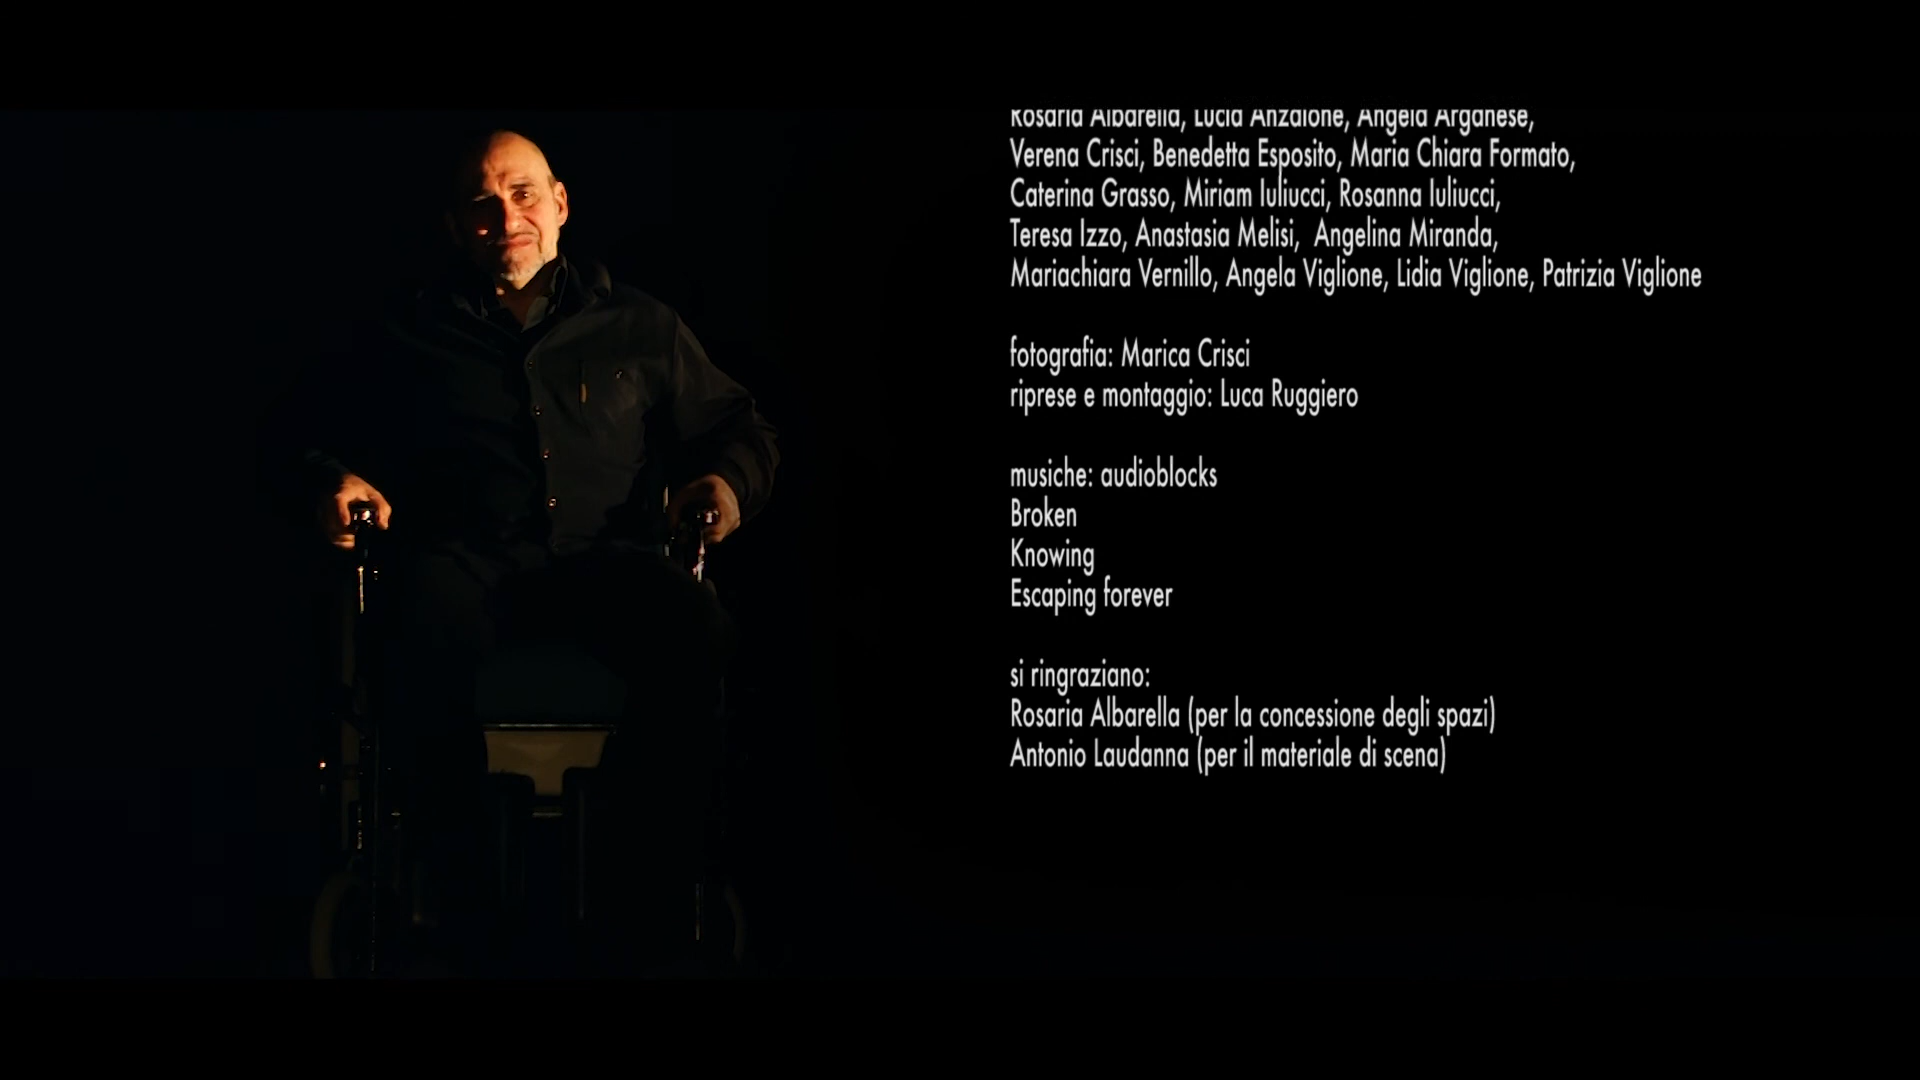 Rosaria Albarella, Lucia Anzalone, Angela Arganese,
Verena Crisci, Benedetta Esposito, Maria Chiara Formato,
Caterina Grasso, Miriam Iuliucci, Rosanna Iuliucci,
Teresa Izzo, Anastasia Melisi,  Angelina Miranda,
Mariachiara Vernillo, Angela Viglione, Lidia Viglione, Patrizia Viglione
fotografia: Marica Crisci
riprese e montaggio: Luca Ruggiero
musiche: audioblocks
Broken
Knowing
Escaping forever
si ringraziano:
Rosaria Albarella (per la concessione degli spazi)
Antonio Laudanna (per il materiale di scena)